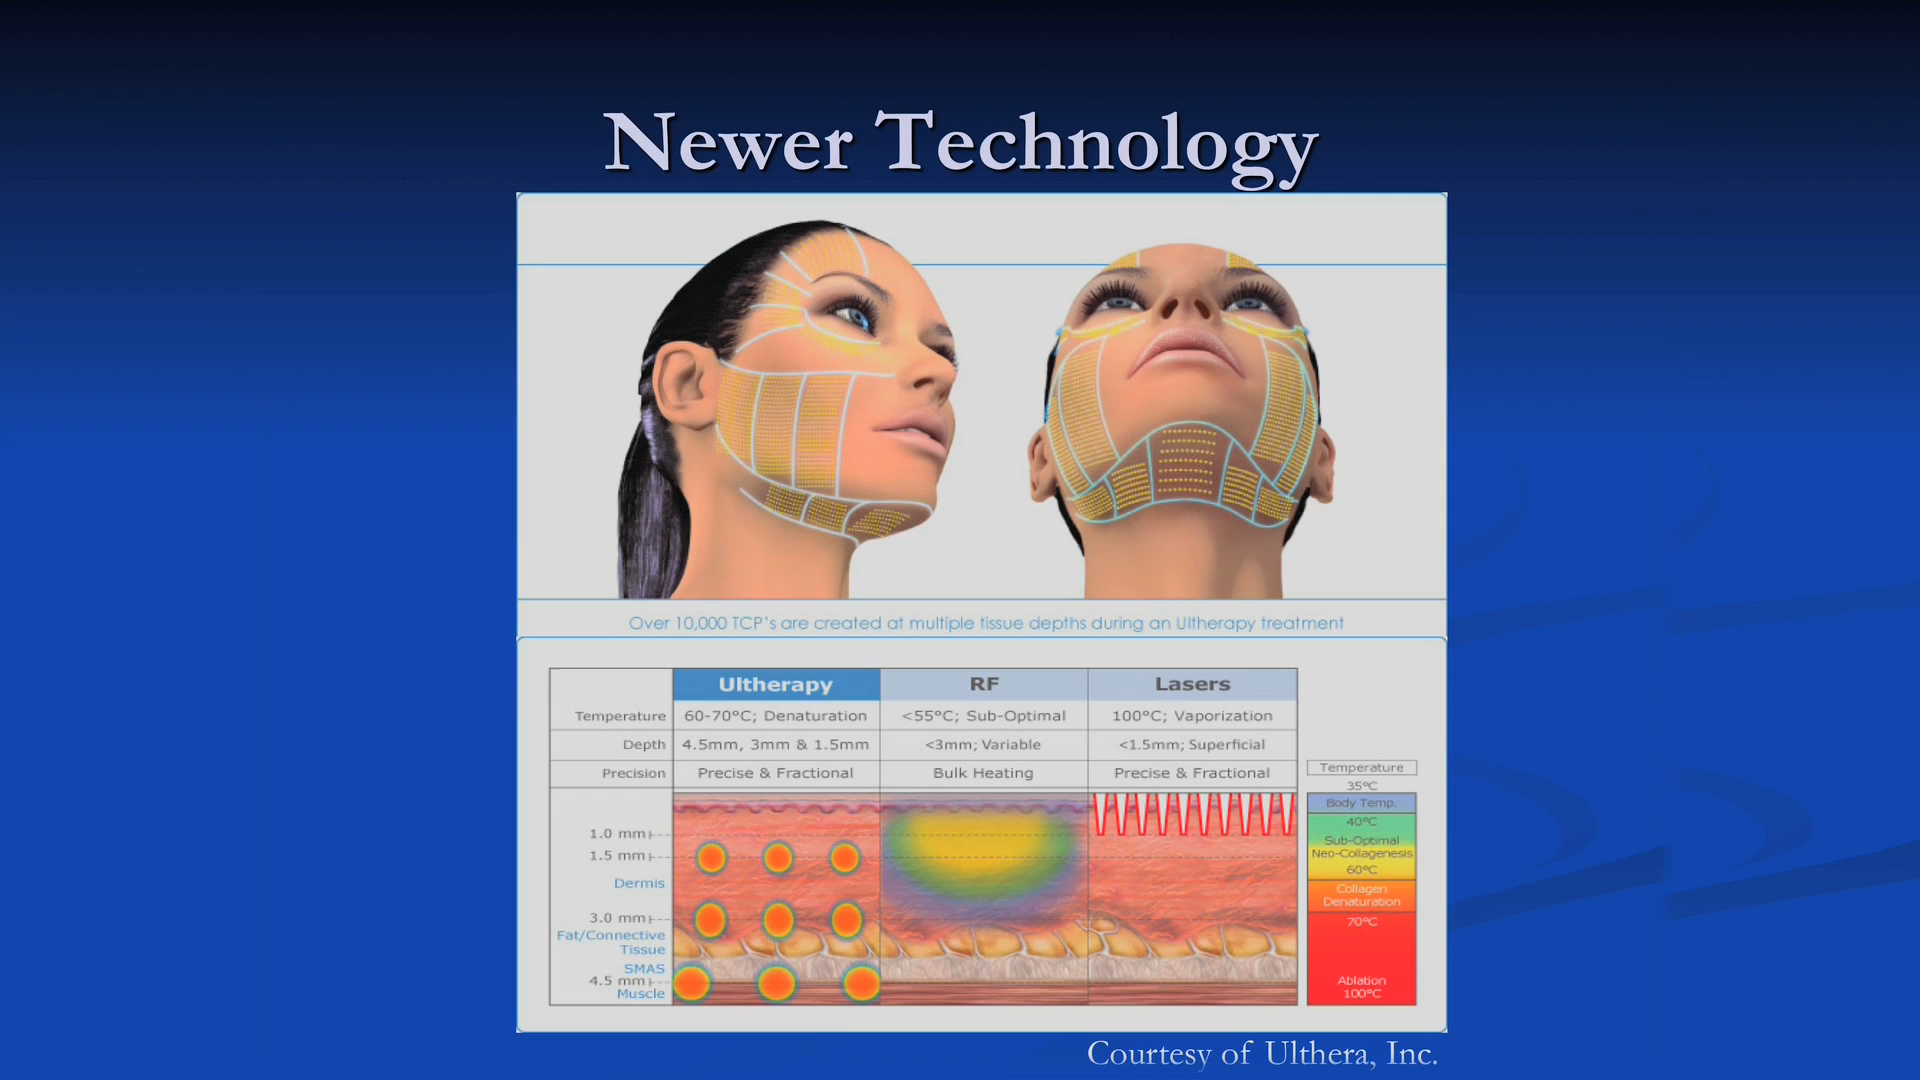 Newer Technology
Over 10,000 TCP's are created at multiple tissue depths during an Ultherapy treatment
Ultherapy RF Lasers
Temperature 60-70°C; Denaturation <55°C; Sub-Optimal 100°C; Vaporization
Depth 4.5mm, 3mm & 1.5mm <3mm; Variable <1.5mm; Superficial
Precision Precise & Fractional Bulk Heating Precise & Fractional
1.0 mm
1.5 mm
Dermis
3.0 mm
Fat/Connective
Tissue
SMAS
4.5 mm
Muscle
Temperature
35°C
Body Temp.
40°C
Sub-Optimal
Neo-Collagenesis
60°C
Collagen
Denaturation
70°C
Ablation
100°C
Courtesy of Ulthera, Inc.